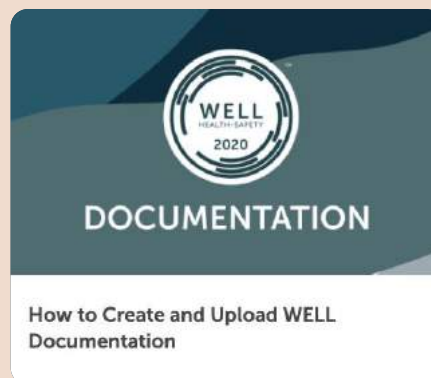 WELL
HEALTH-SAFETY
2020
DOCUMENTATION
How to Create and Upload WELL
Documentation